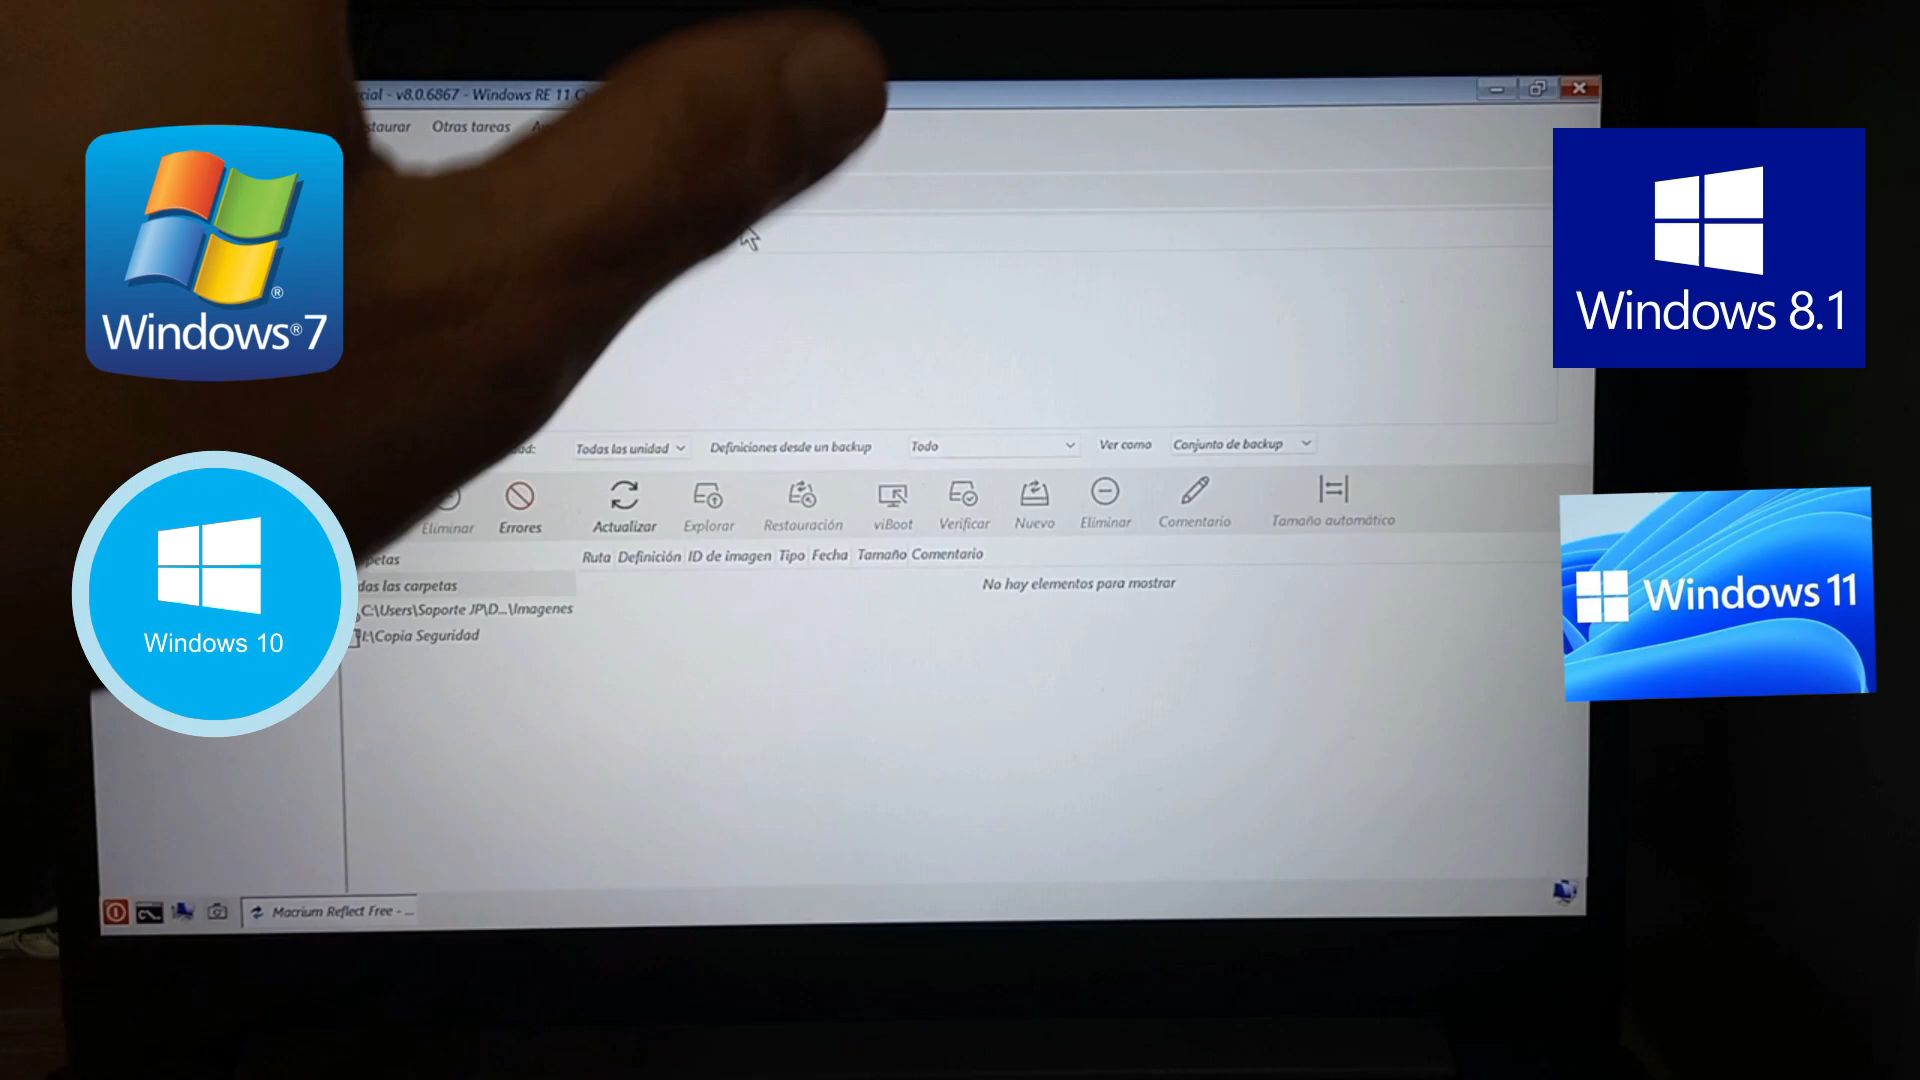 cial - v8.0.6867 - Windows RE 11 C
staurar Otras tareas
Windows® 7
Windows 8.1
Todas las unidad Definiciones desde un backup Todo Ver como Conjunto de backup
Eliminar Errores Actualizar Explorar Restauración viBoot Verificar Nuevo Eliminar Comentario Tamaño automático
petas Ruta Definición ID de imagen Tipo Fecha Tamaño Comentario
das las carpetas No hay elementos para mostrar
C:\Users\Soporte JP\D...\Imagenes
I:\Copia Seguridad
Windows 10
Windows 11
Macrium Reflect Free - ...